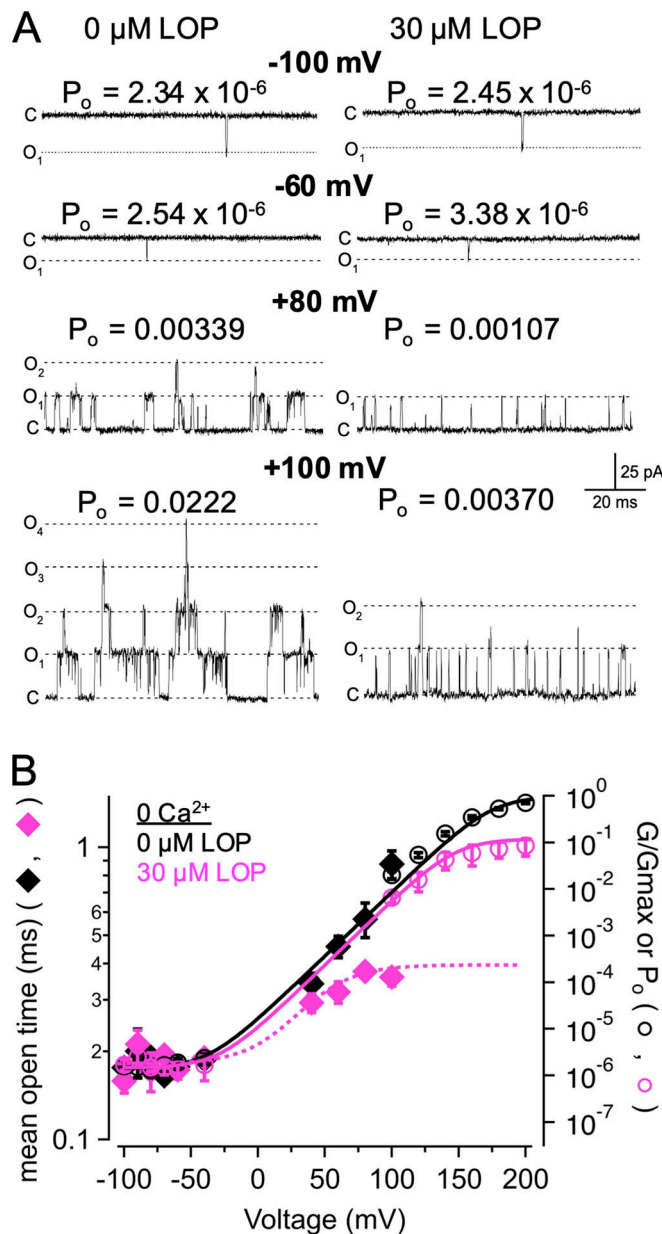 A
0 µM LOP 30 µM LOP
-100 mV
Pₒ = 2.34 x 10⁻⁶ Pₒ = 2.45 x 10⁻⁶
C
O₁
C
O₁
-60 mV
Pₒ = 2.54 x 10⁻⁶ Pₒ = 3.38 x 10⁻⁶
C
O₁
C
O₁
+80 mV
Pₒ = 0.00339 Pₒ = 0.00107
O₂
O₁
C
O₁
C
+100 mV
Pₒ = 0.0222 Pₒ = 0.00370
25 pA
20 ms
O₄
O₃
O₂
O₁
C
O₂
O₁
C
B
0 Ca²⁺
0 µM LOP
30 µM LOP
mean open time (ms) (◆, ◆)
1
6
5
4
3
2
0.1
G/Gmax or Pₒ (o, o)
10⁰
10⁻¹
10⁻²
10⁻³
10⁻⁴
10⁻⁵
10⁻⁶
10⁻⁷
-100 -50 0 50 100 150 200
Voltage (mV)